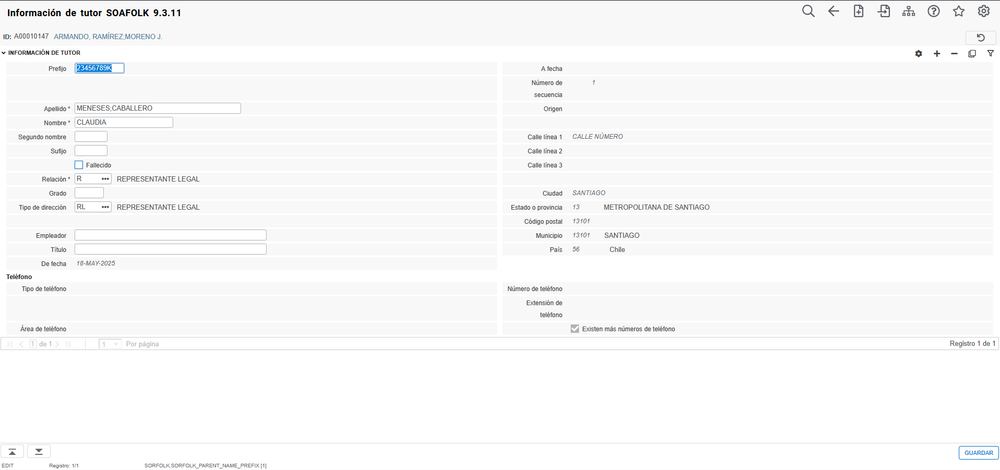 Información de tutor SOAFOLK 9.3.11
ID: A00010147 ARMANDO, RAMÍREZ;MORENO J.
INFORMACIÓN DE TUTOR
Prefijo 23456789K
A fecha
Número de secuencia 1
Apellido * MENESES;CABALLERO
Origen
Nombre * CLAUDIA
Segundo nombre
Calle línea 1 CALLE NÚMERO
Sufijo
Calle línea 2
Fallecido
Calle línea 3
Relación * R ••• REPRESENTANTE LEGAL
Grado
Ciudad SANTIAGO
Tipo de dirección RL ••• REPRESENTANTE LEGAL
Estado o provincia 13 METROPOLITANA DE SANTIAGO
Código postal 13101
Empleador
Municipio 13101 SANTIAGO
Título
País 56 Chile
De fecha 18-MAY-2025
Teléfono
Tipo de teléfono
Número de teléfono
Extensión de teléfono
Área de teléfono
Existen más números de teléfono
1 de 1 1 Por página
Registro 1 de 1
GUARDAR
EDIT Registro: 1/1 SORFOLK.SORFOLK_PARENT_NAME_PREFIX [1]